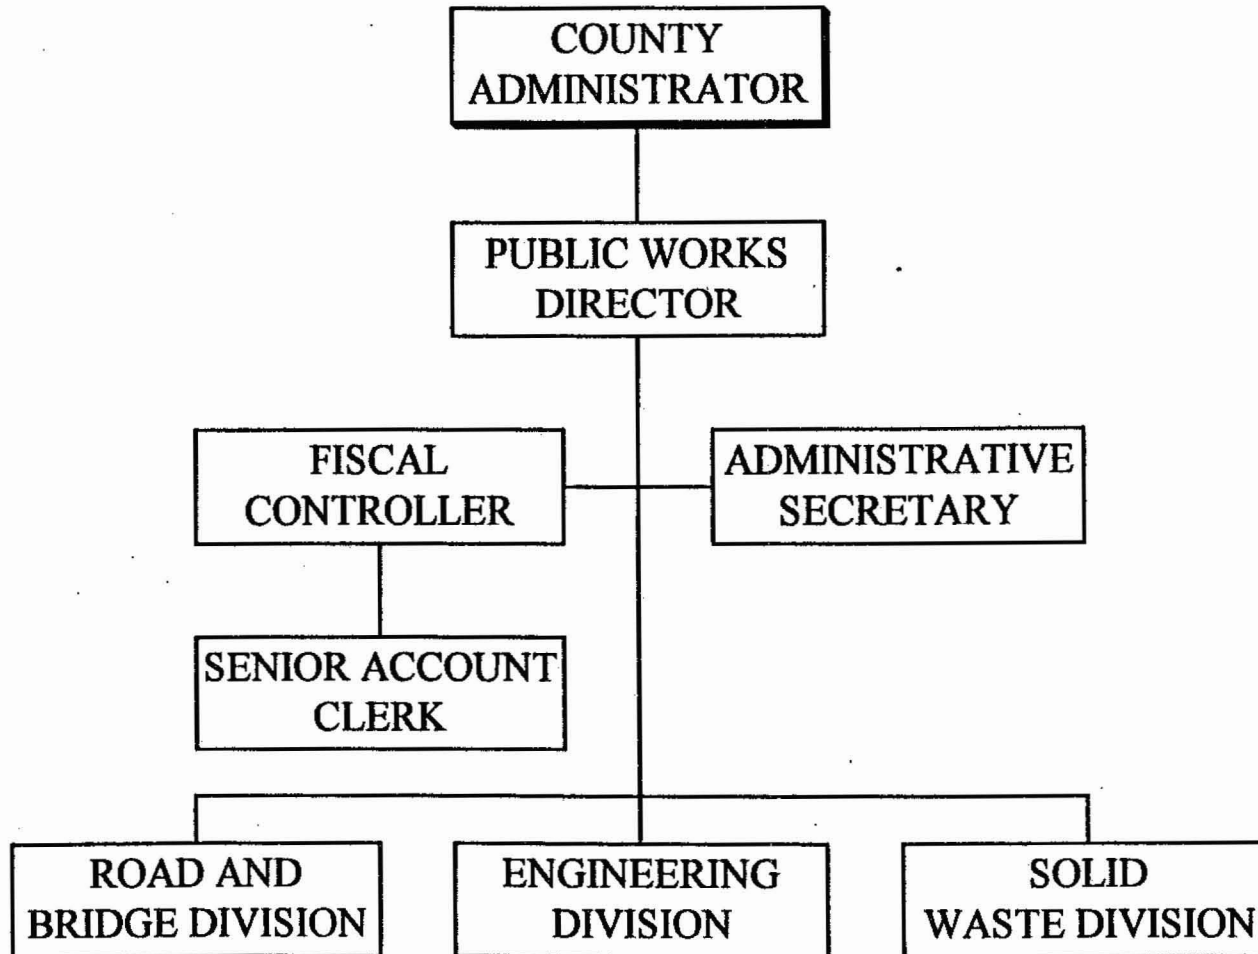 COUNTY
ADMINISTRATOR
PUBLIC WORKS
DIRECTOR
FISCAL
CONTROLLER
ADMINISTRATIVE
SECRETARY
SENIOR ACCOUNT
CLERK
ROAD AND
BRIDGE DIVISION
ENGINEERING
DIVISION
SOLID
WASTE DIVISION